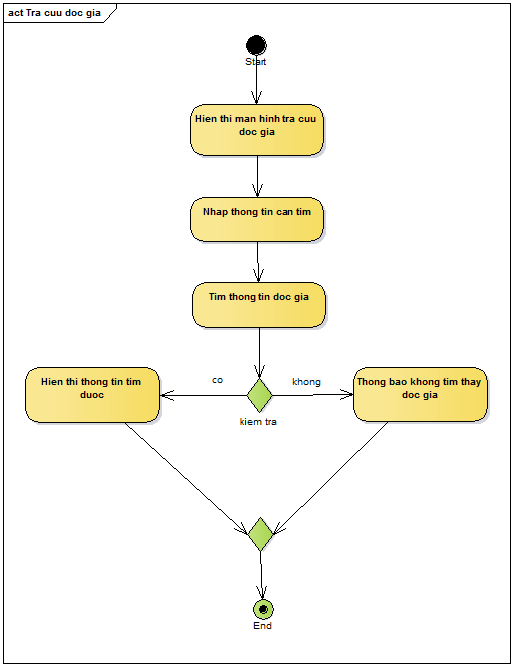 act Tra cuu doc gia
Start
Hien thi man hinh tra cuu
doc gia
Nhap thong tin can tim
Tim thong tin doc gia
co
khong
Hien thi thong tin tim
duoc
Thong bao khong tim thay
doc gia
kiem tra
End